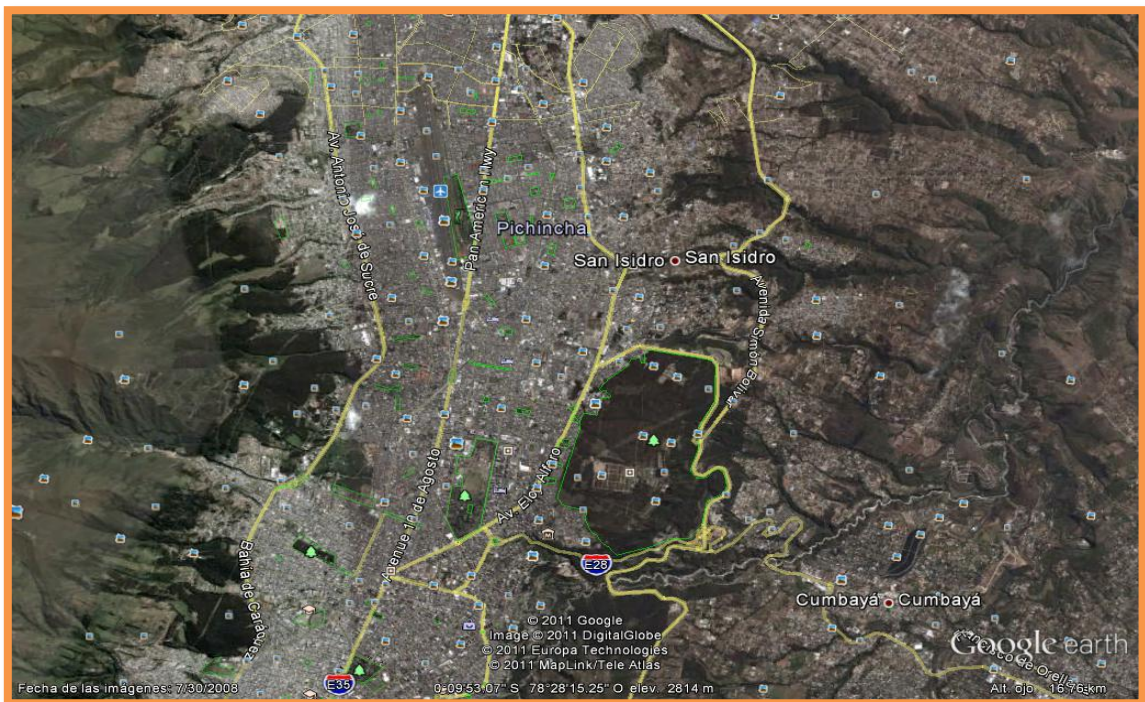 Av. Antonio José de Sucre
Pan American Hwy
Pichincha
San Isidro San Isidro
Avenida Simón Bolívar
Avenue 10 de Agosto
Av. Eloy Alfaro
Bahía de Caráquez
E28
Cumbayá Cumbayá
© 2011 Google
Image © 2011 DigitalGlobe
© 2011 Europa Technologies
© 2011 MapLink/Tele Atlas
Google earth
de Orella
E35
Fecha de las imágenes: 7/30/2008
0°09'53.07" S 78°28'15.25" O elev. 2814 m
Alt. ojo 16.76 km